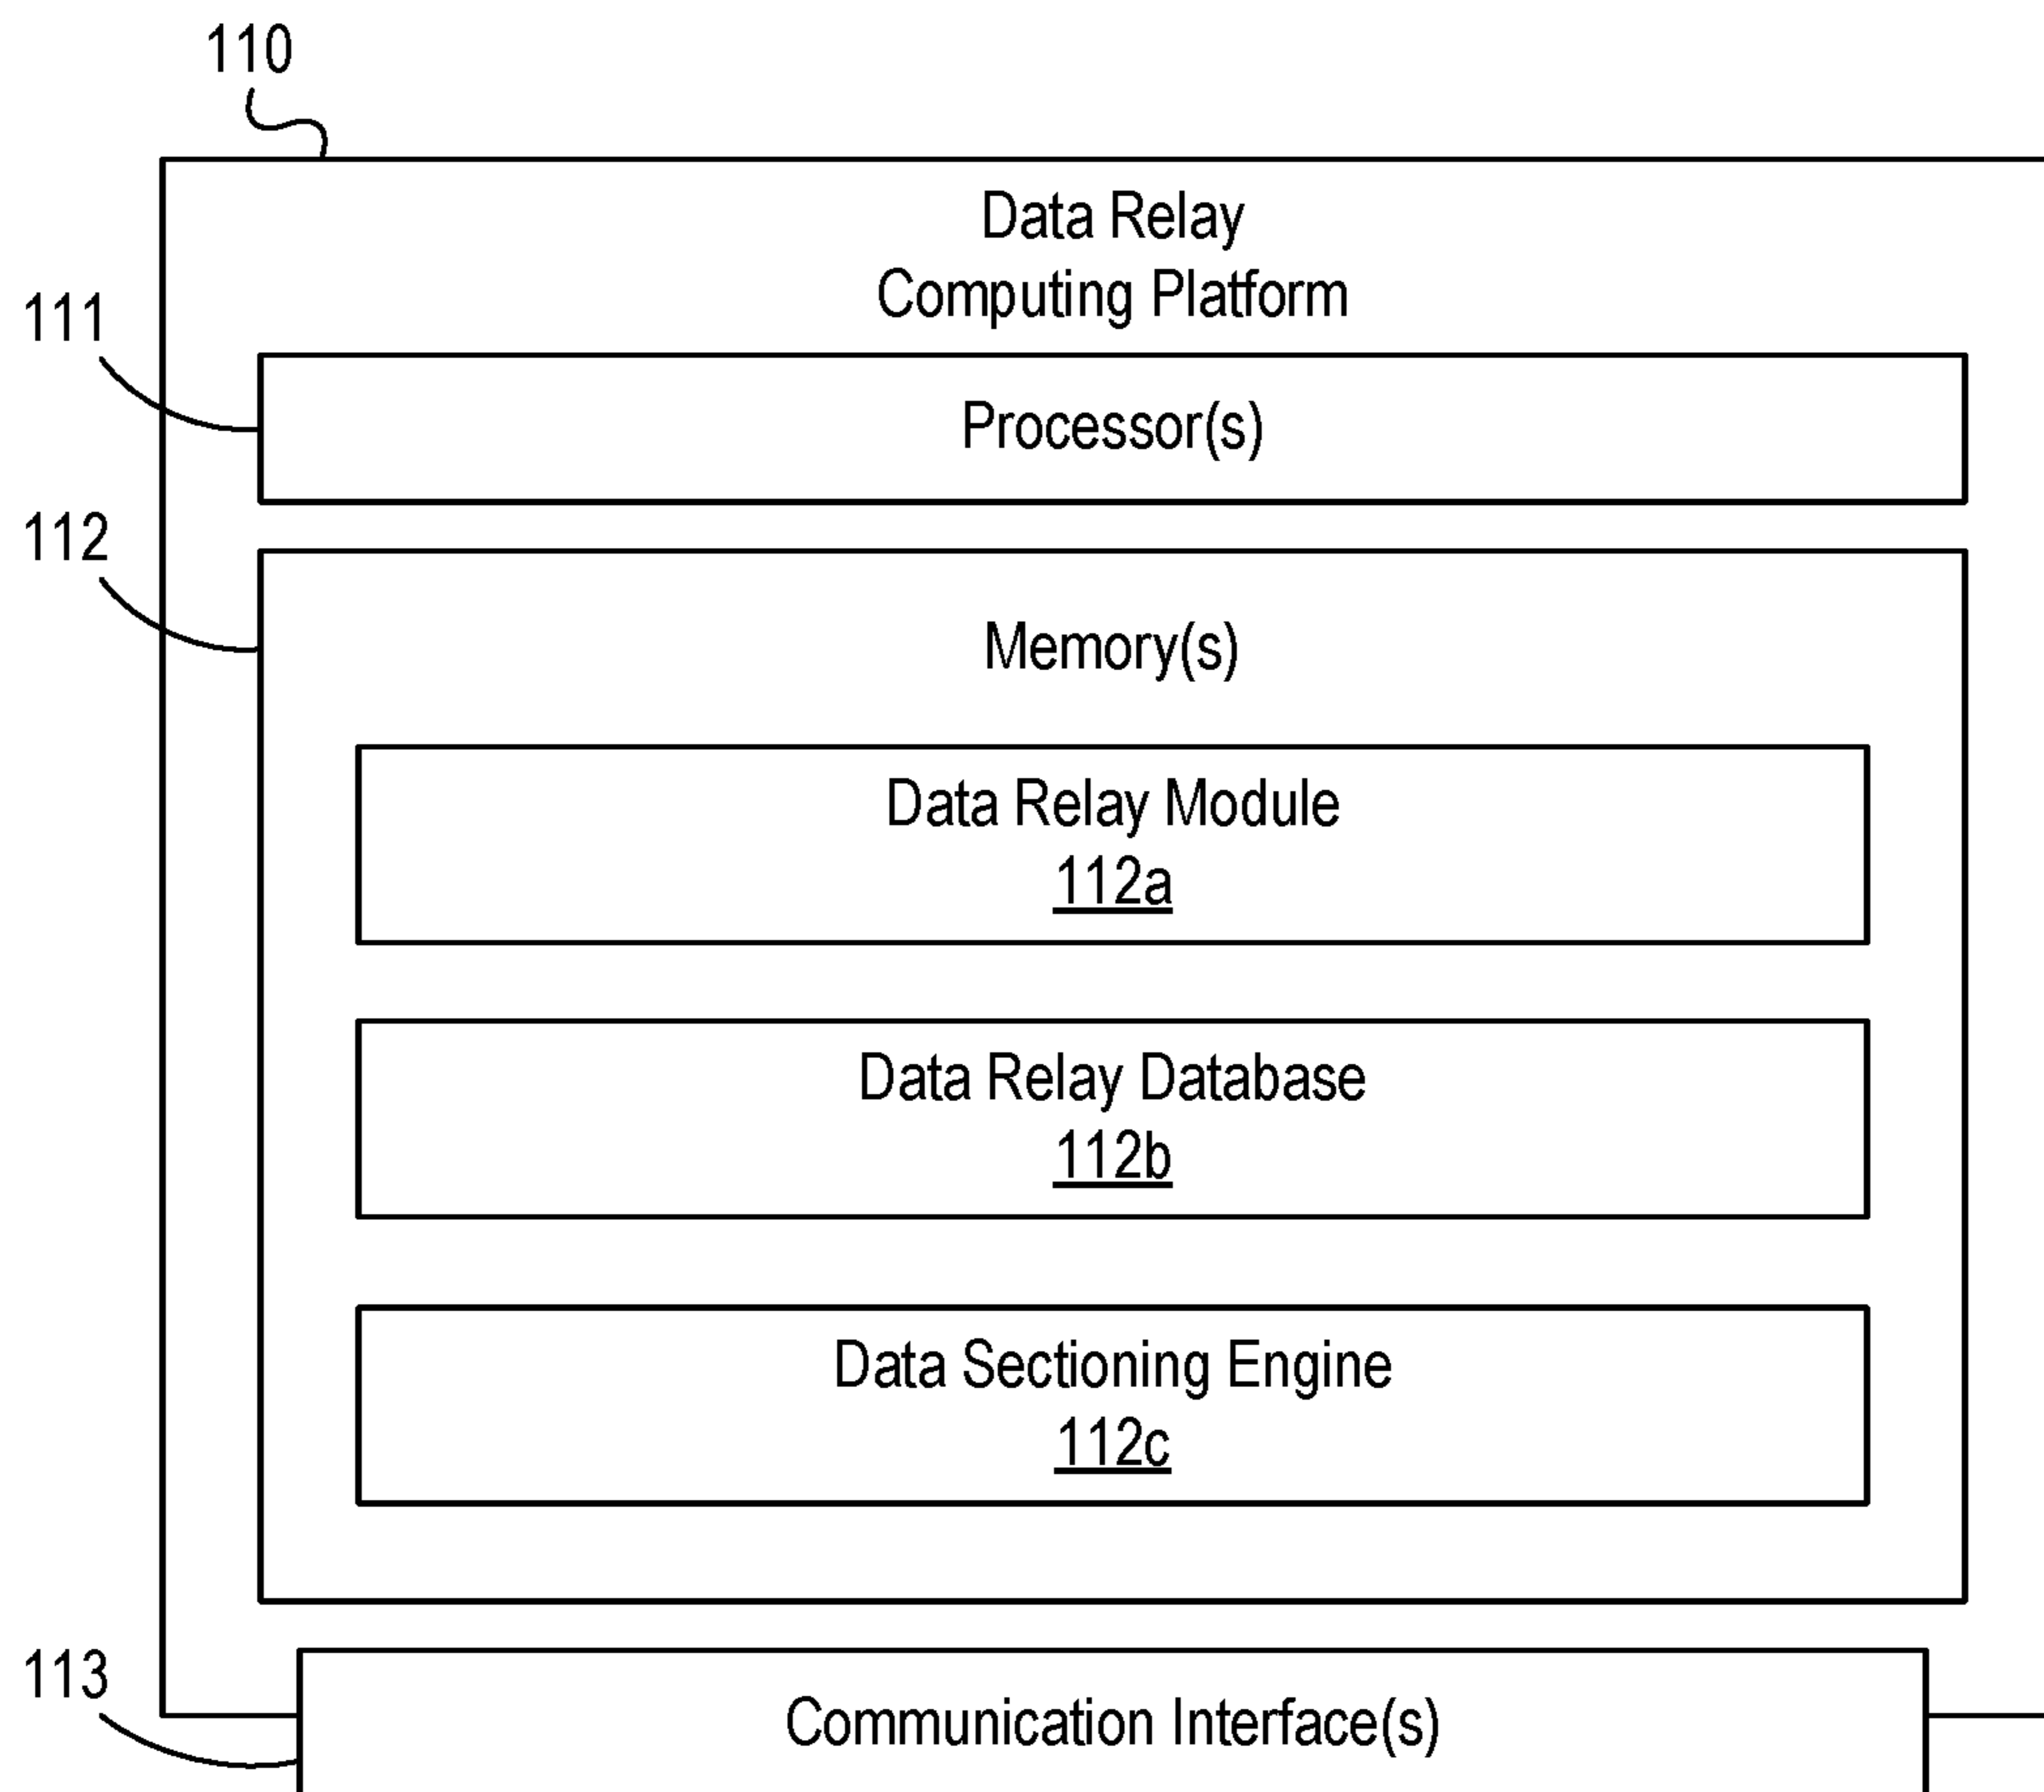 110
Data Relay
Computing Platform
111
Processor(s)
112
Memory(s)
Data Relay Module
112a
Data Relay Database
112b
Data Sectioning Engine
112c
113
Communication Interface(s)